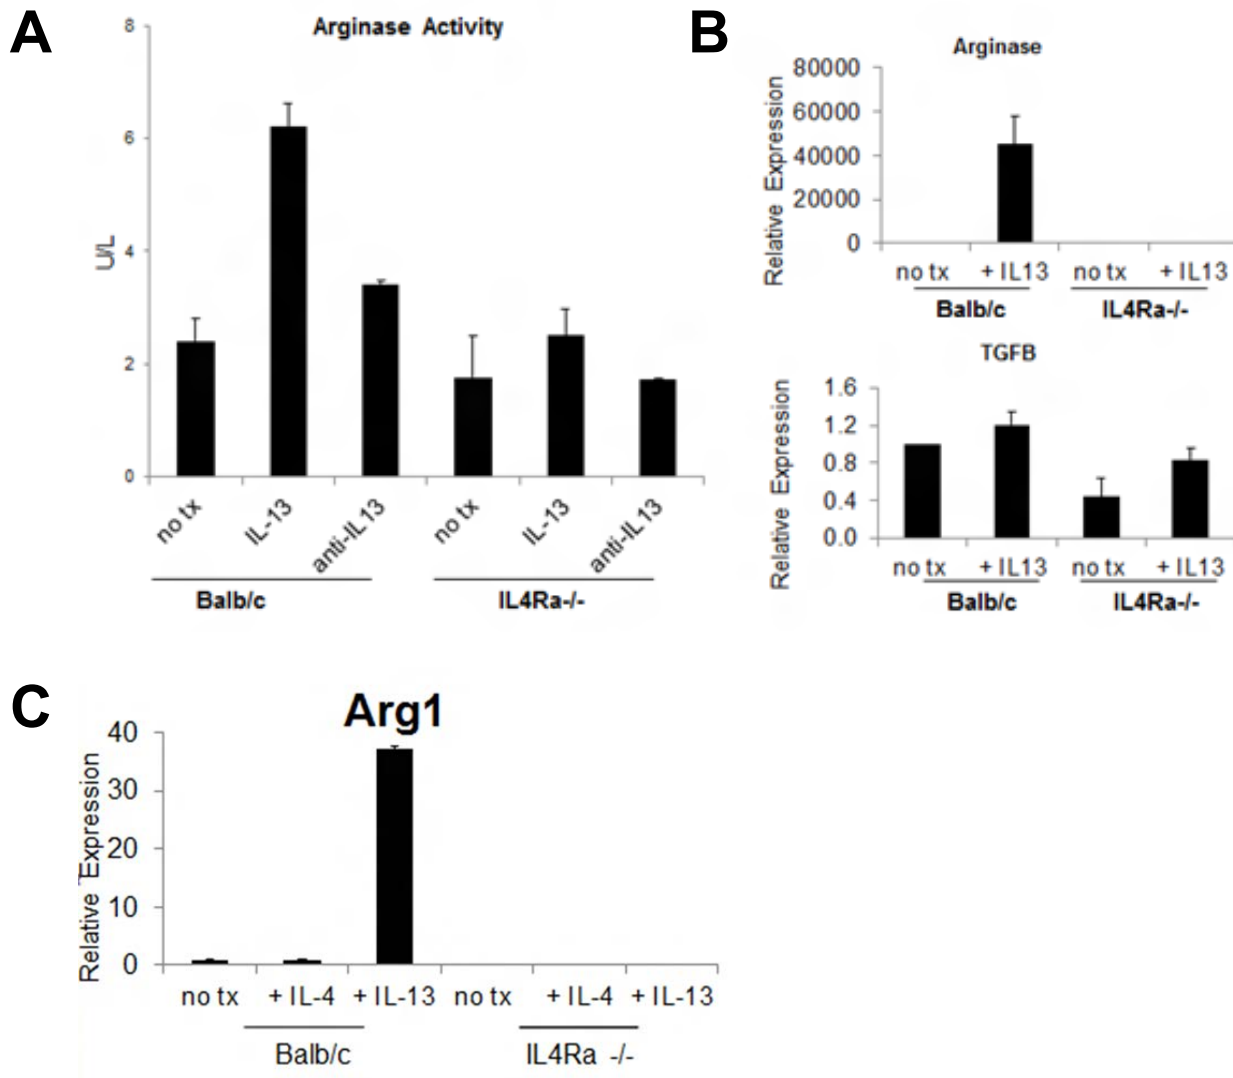 A
Arginase Activity
8
6
4
2
0
U/L
no tx
IL-13
anti-IL13
no tx
IL-13
anti-IL13
Balb/c
IL4Ra-/-
B
Arginase
Relative Expression
80000
60000
40000
20000
0
no tx
+ IL13
no tx
+ IL13
Balb/c
IL4Ra-/-
TGFB
Relative Expression
1.6
1.2
0.8
0.4
0.0
no tx
+ IL13
no tx
+ IL13
Balb/c
IL4Ra-/-
C
Arg1
Relative Expression
40
30
20
10
0
no tx
+ IL-4
+ IL-13
no tx
+ IL-4
+ IL-13
Balb/c
IL4Ra -/-